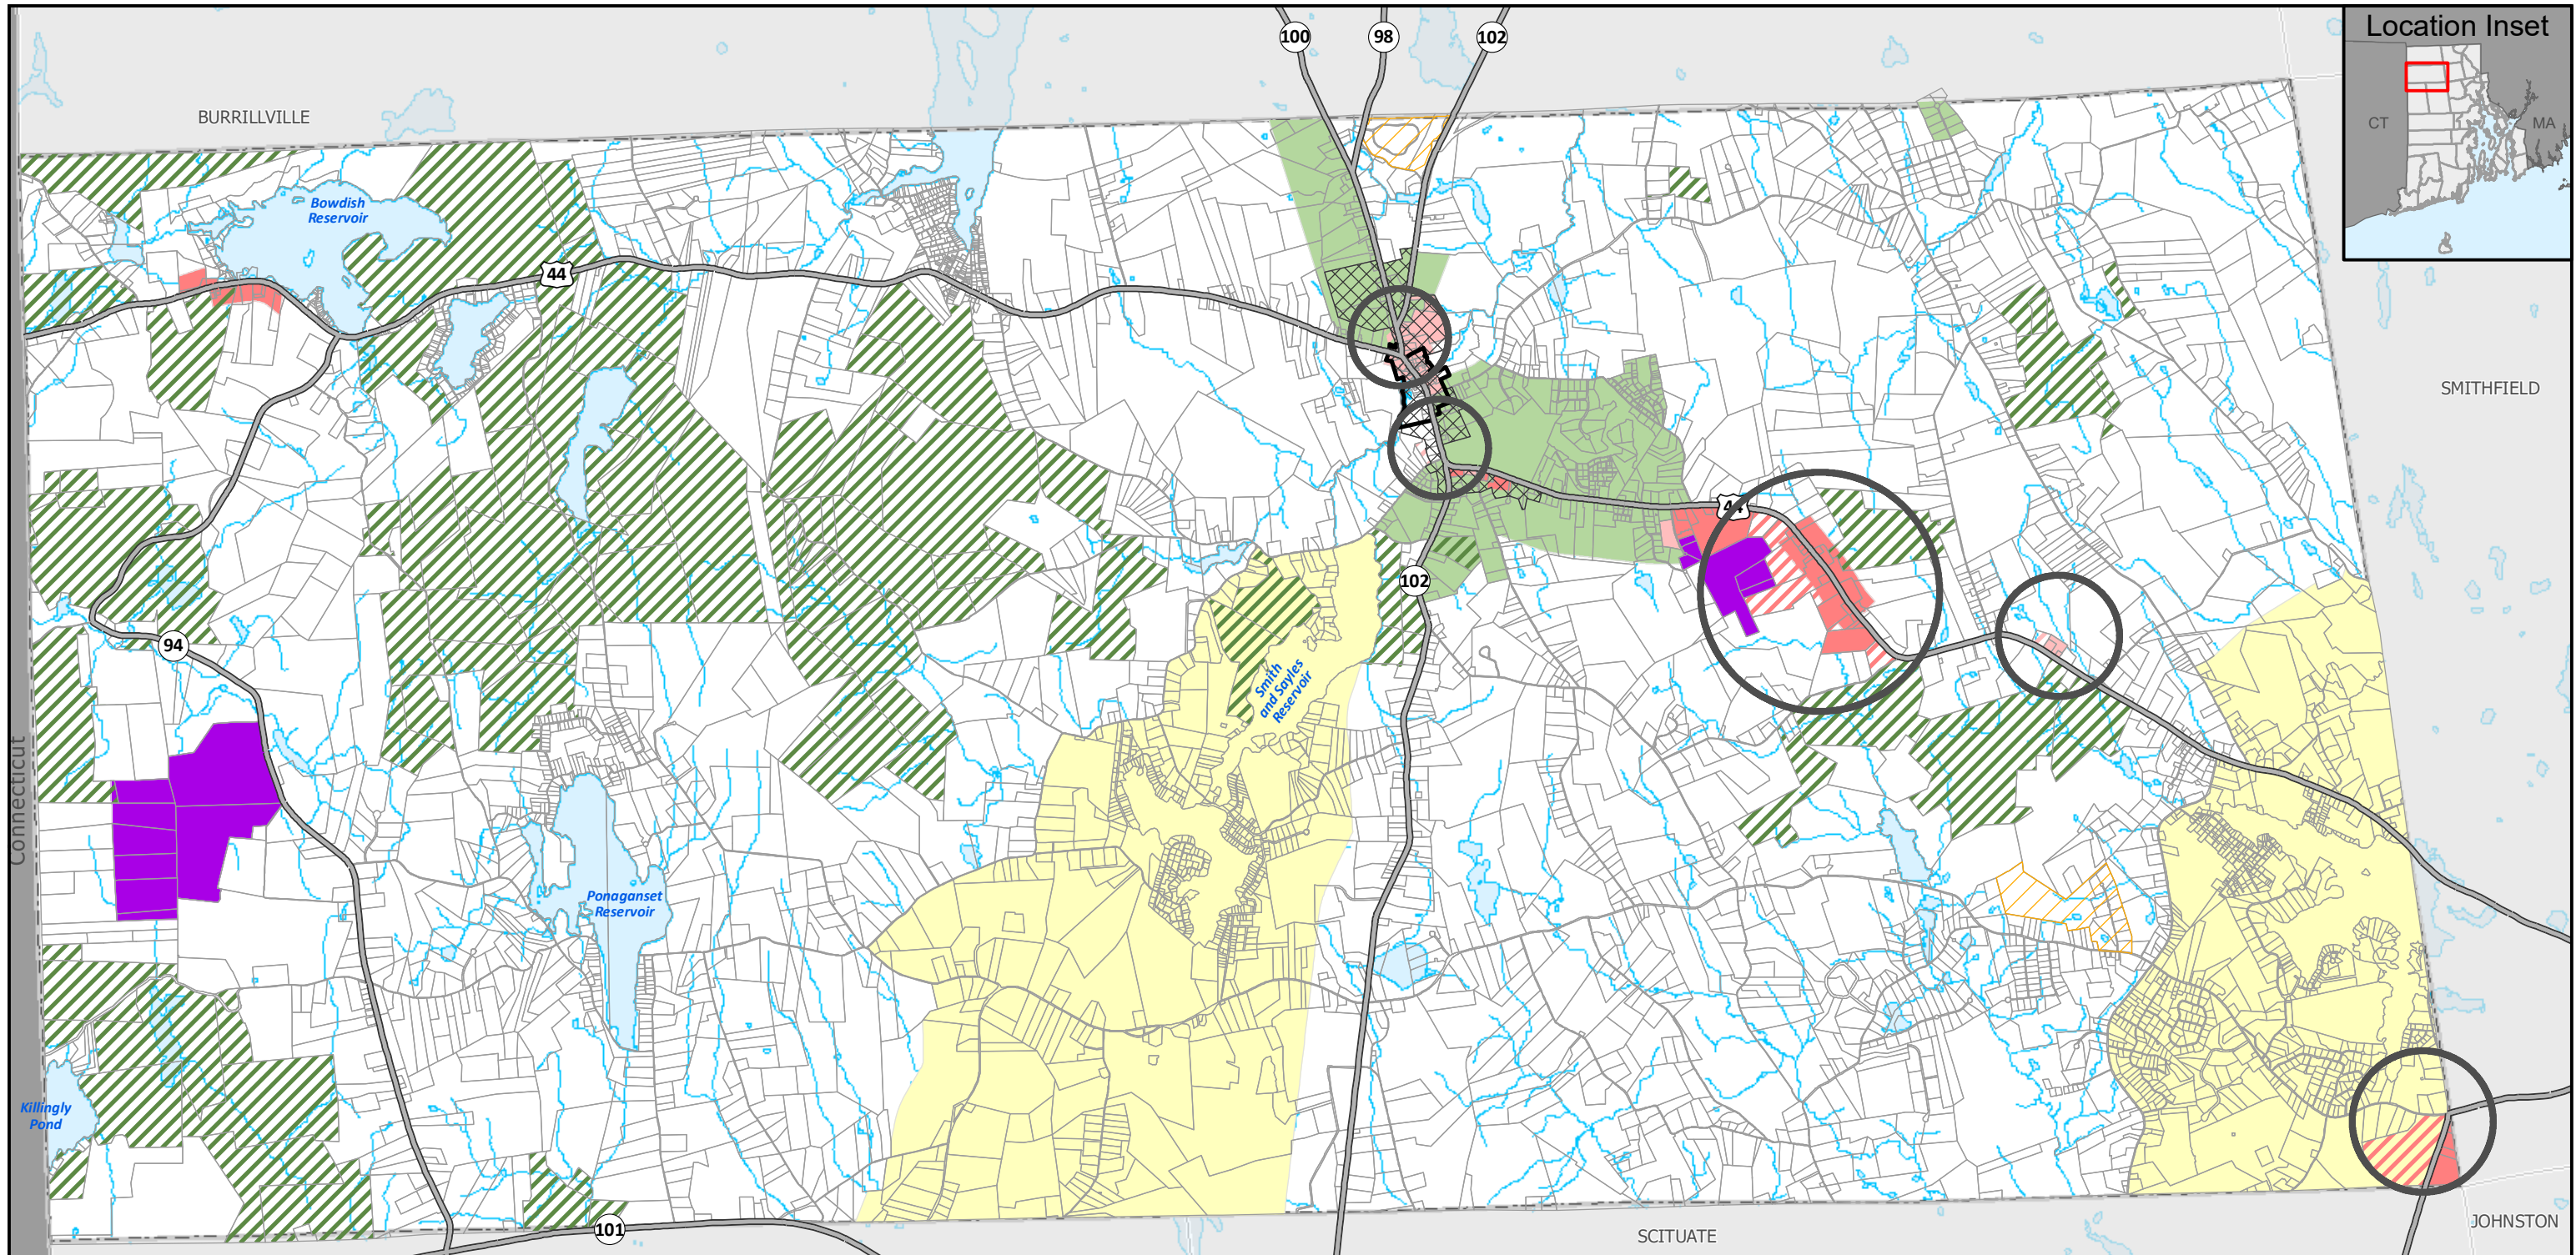 Location Inset
CT
MA
100
98
102
BURRILLVILLE
Bowdish
Reservoir
44
SMITHFIELD
44
102
94
Smith
and Sayles
Reservoir
Connecticut
Ponaganset
Reservoir
Killingly
Pond
101
SCITUATE
JOHNSTON